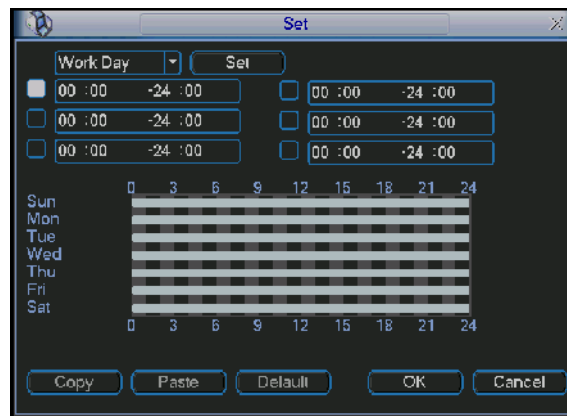 Set
Work Day Set
00 :00 -24 :00 00 :00 -24 :00
00 :00 -24 :00 00 :00 -24 :00
00 :00 -24 :00 00 :00 -24 :00
0 3 6 9 12 15 18 21 24
Sun
Mon
Tue
Wed
Thu
Fri
Sat
0 3 6 9 12 15 18 21 24
Copy Paste Default OK Cancel